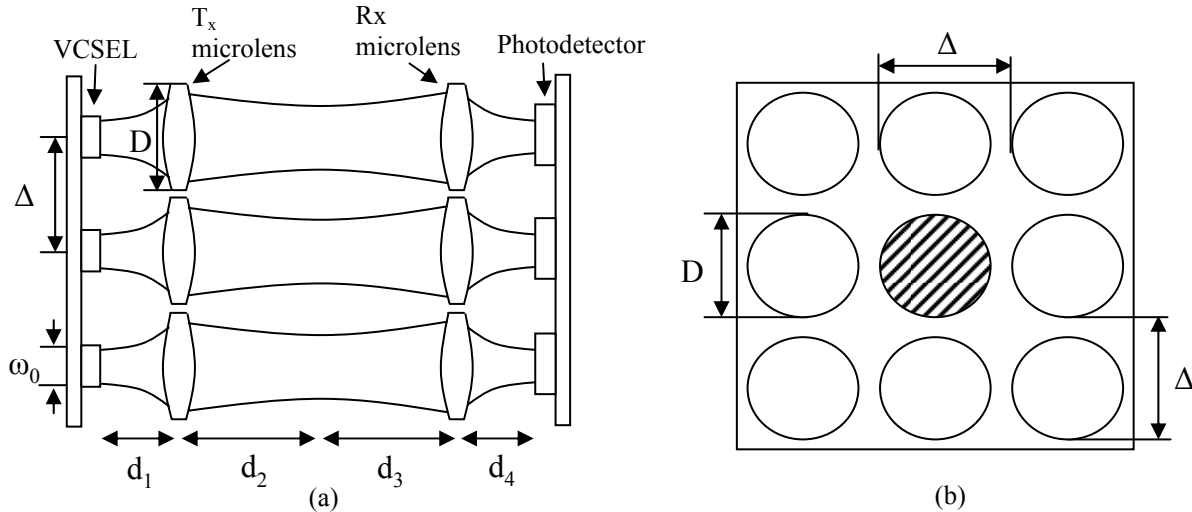 VCSEL
Tx
microlens
Rx
microlens
Photodetector
D
Δ
ω0
d1
d2
d3
d4
(a)
Δ
D
Δ
(b)